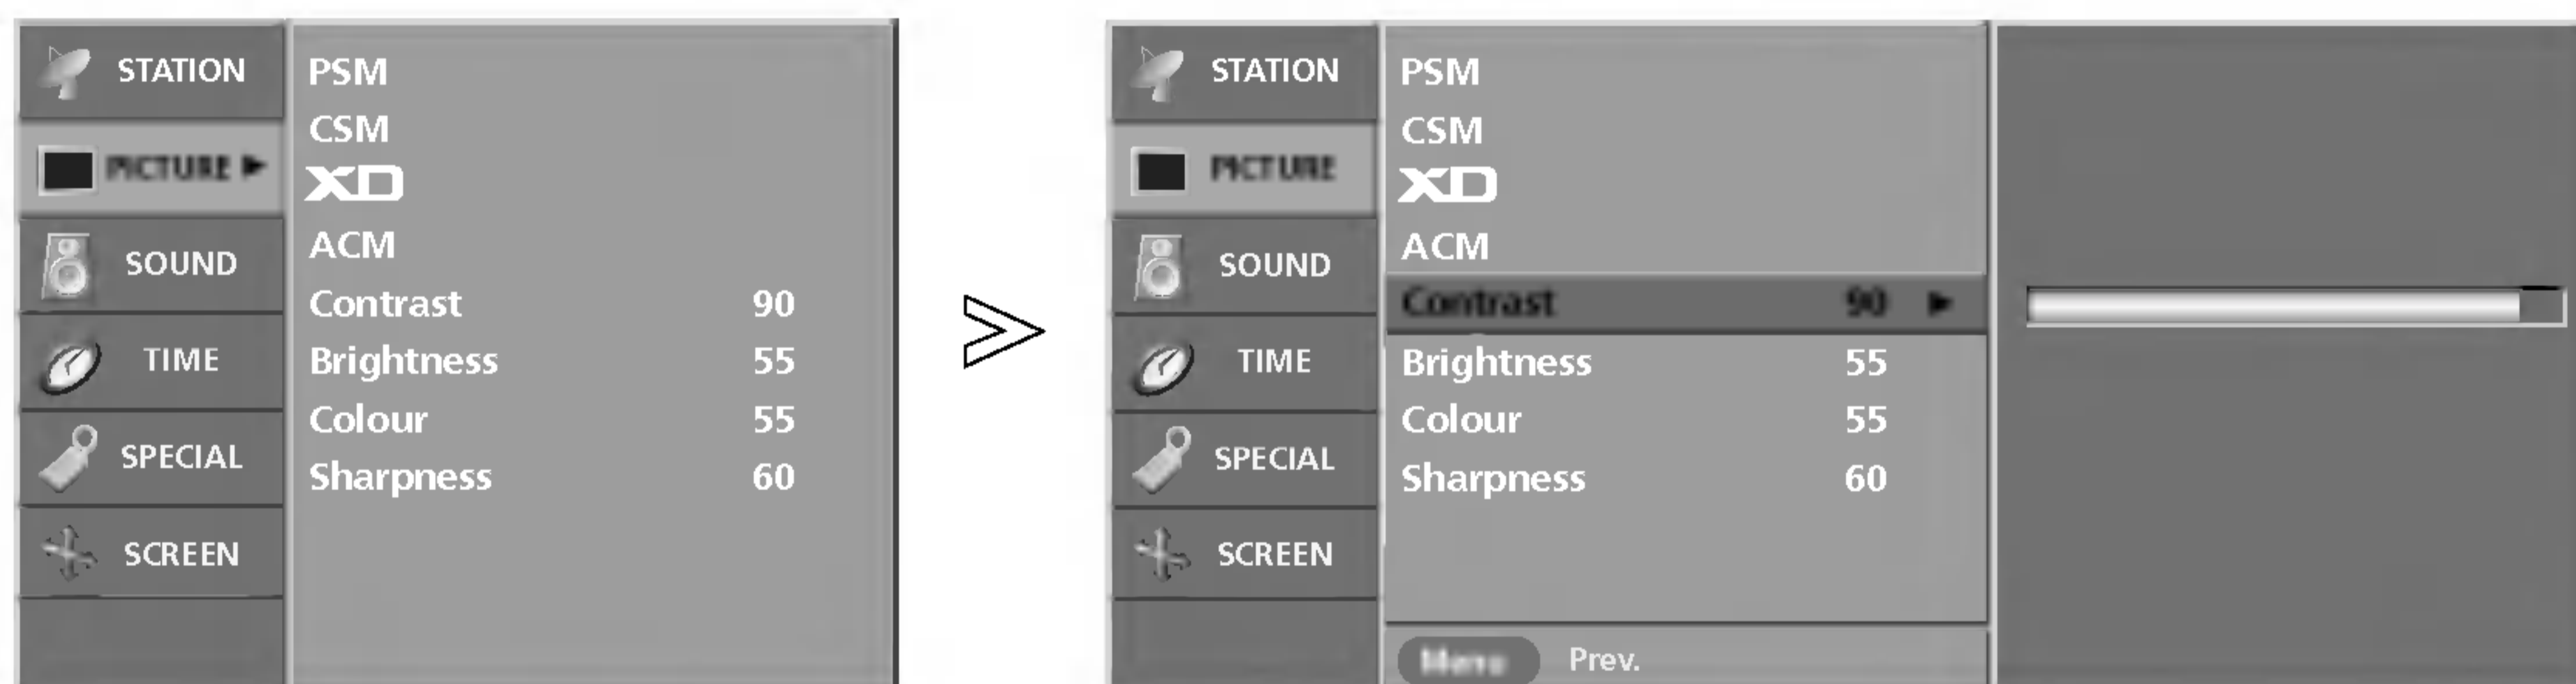 STATION
PICTURE ►
SOUND
TIME
SPECIAL
SCREEN
PSM
CSM
XD
ACM
Contrast 90
Brightness 55
Colour 55
Sharpness 60
STATION
PICTURE
SOUND
TIME
SPECIAL
SCREEN
PSM
CSM
XD
ACM
Contrast 90 ►
Brightness 55
Colour 55
Sharpness 60
Menu Prev.